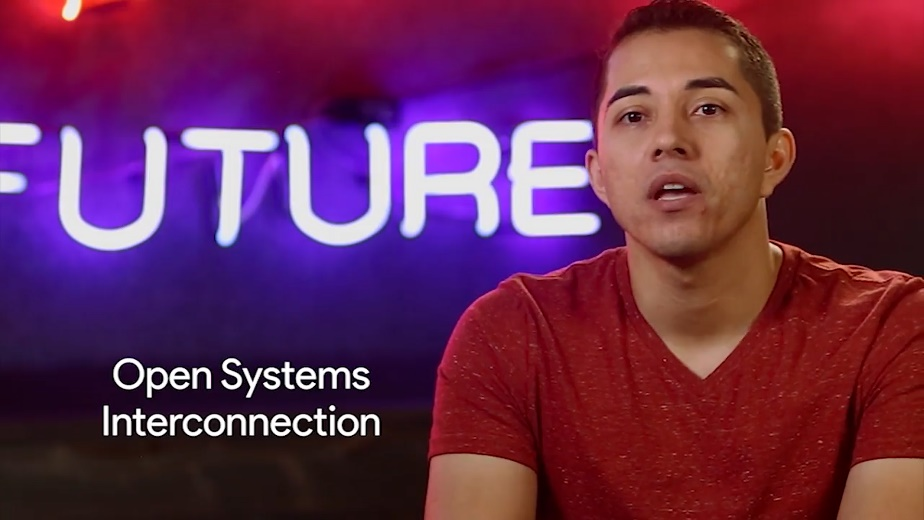 FUTURE
Open Systems
Interconnection